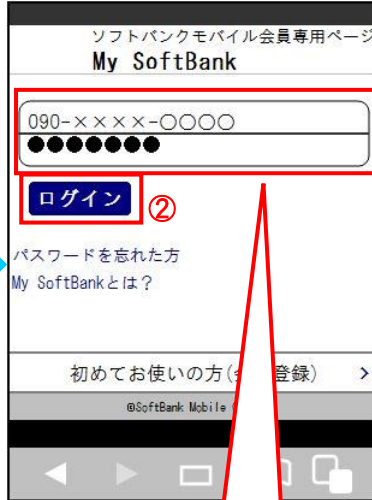 ソフトバンクモバイル会員専用ページ
My SoftBank
090-××××-○○○○
●●●●●●●
ログイン
②
パスワードを忘れた方
My SoftBankとは？
初めてお使いの方(登録)
©SoftBank Mobile